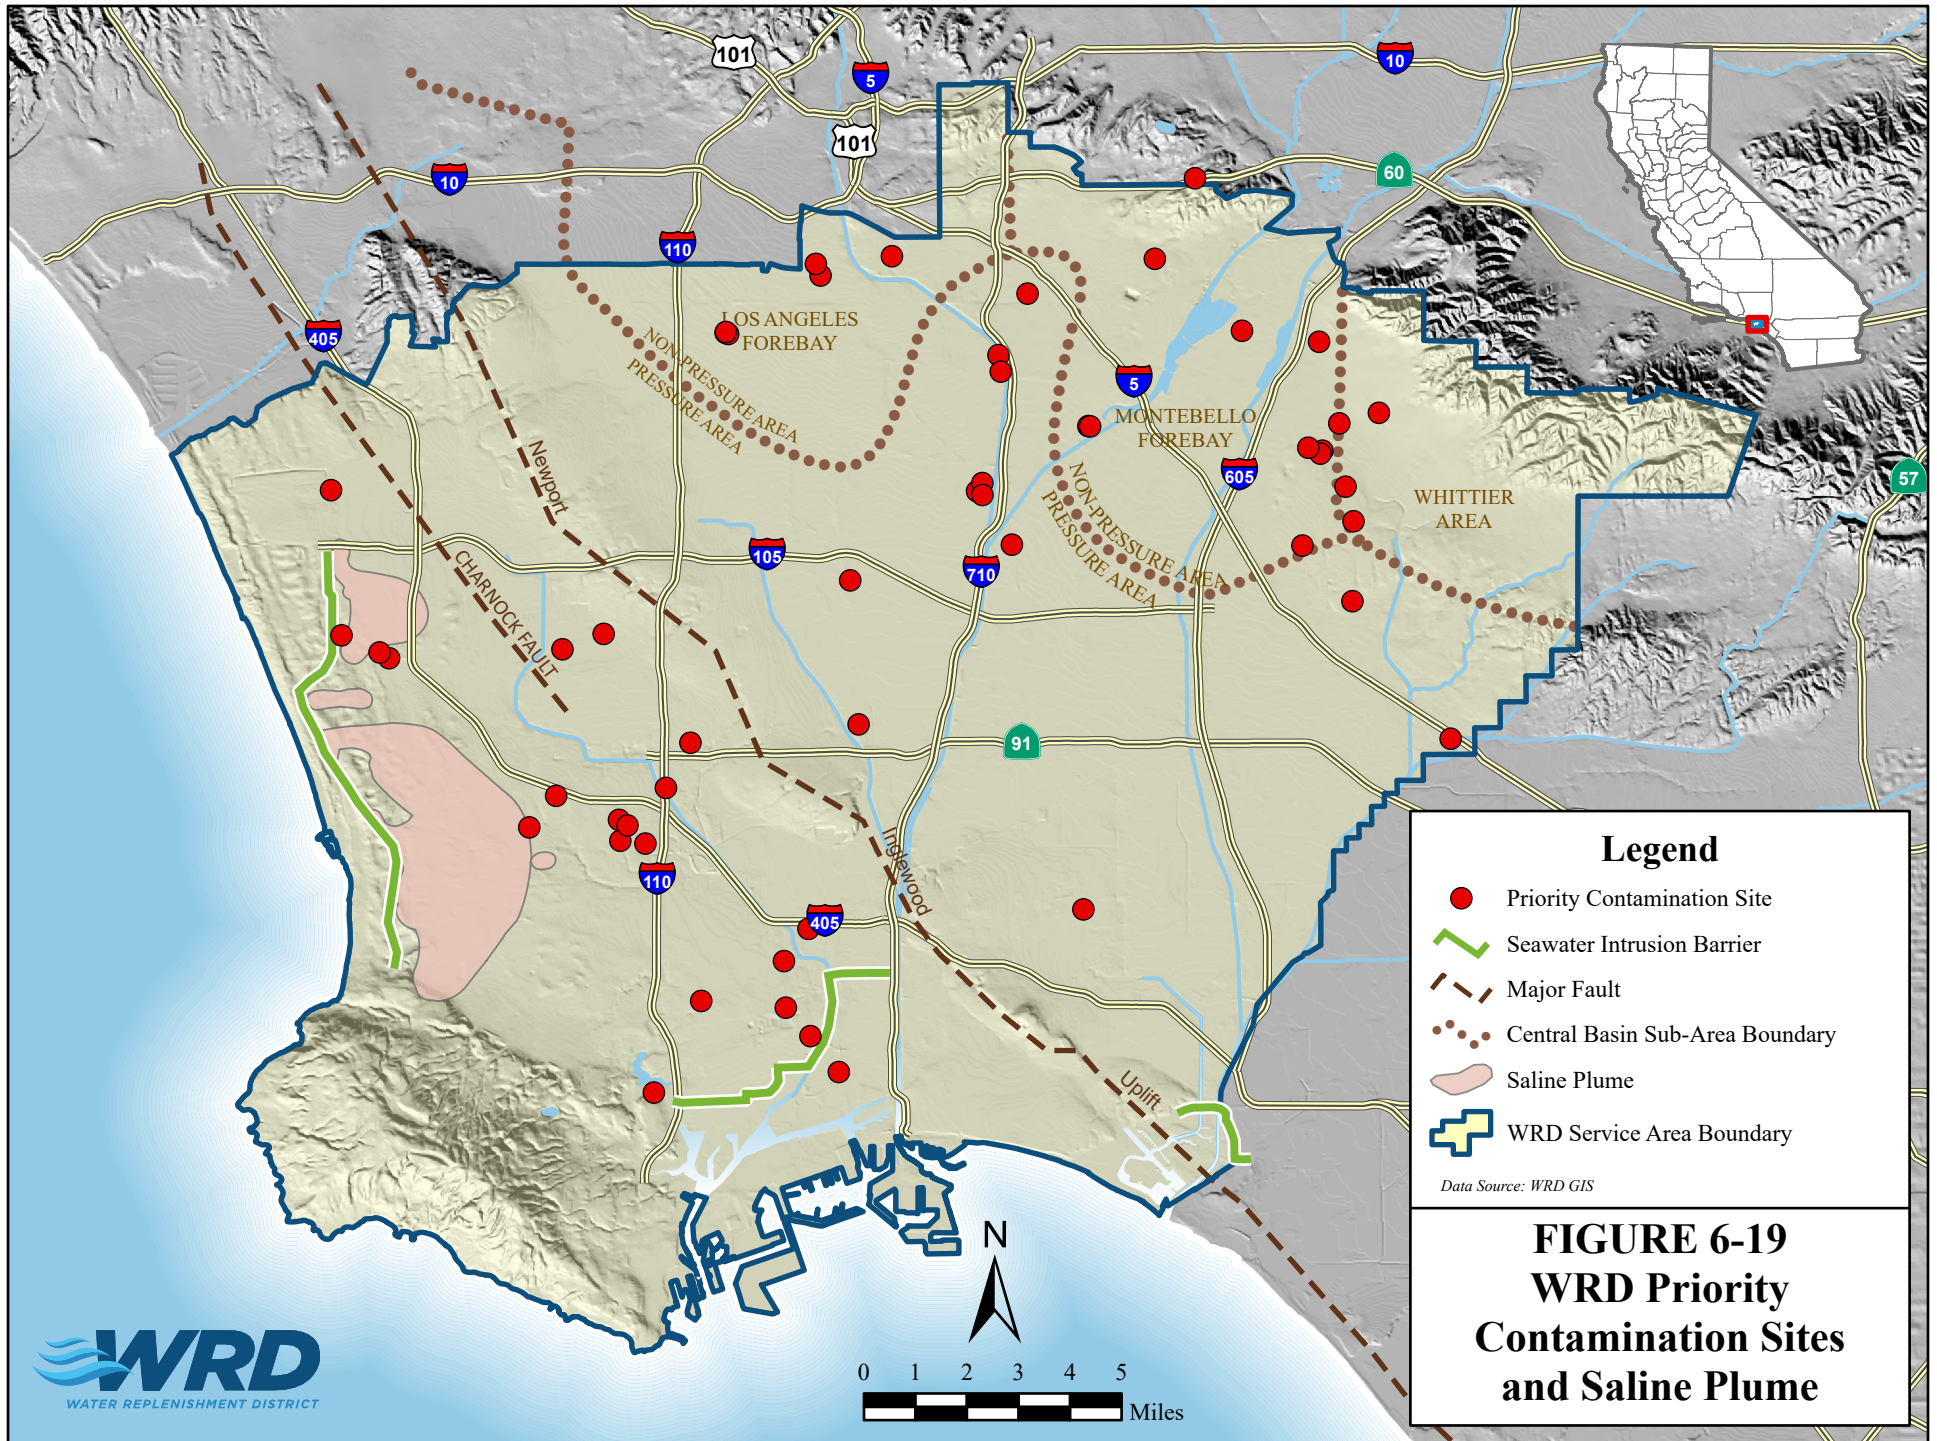 101
5
10
101
60
10
110
405
LOS ANGELES
FOREBAY
NON-PRESSURE AREA
PRESSURE AREA
5
MONTEBELLO
FOREBAY
605
57
Newport
NON-PRESSURE AREA
PRESSURE AREA
WHITTIER
AREA
105
710
CHARNOCK FAULT
91
Inglewood
110
405
Uplift
Legend
Priority Contamination Site
Seawater Intrusion Barrier
Major Fault
Central Basin Sub-Area Boundary
Saline Plume
WRD Service Area Boundary
Data Source: WRD GIS
FIGURE 6-19
WRD Priority
Contamination Sites
and Saline Plume
N
0 1 2 3 4 5
Miles
WRD
WATER REPLENISHMENT DISTRICT